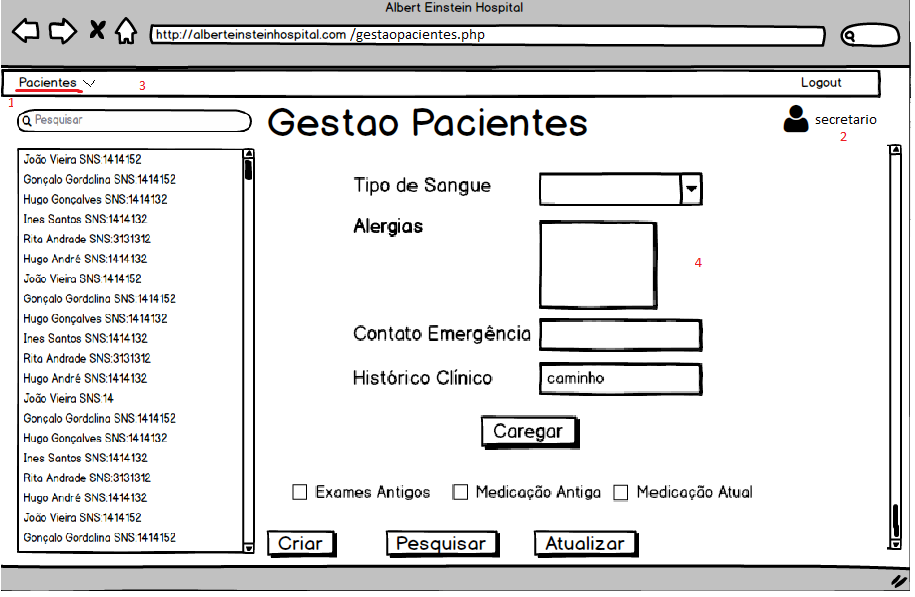 Albert Einstein Hospital
http://alberteinsteinhospital.com /gestaopacientes.php
Pacientes 3 Logout
1
Pesquisar
Gestao Pacientes
secretario
2
João Vieira SNS:1414152
Gonçalo Gordalina SNS:1414152
Hugo Gonçalves SNS:1414132
Ines Santos SNS:1414132
Rita Andrade SNS:3131312
Hugo André SNS:1414132
João Vieira SNS:1414152
Gonçalo Gordalina SNS:1414152
Hugo Gonçalves SNS:1414132
Ines Santos SNS:1414132
Rita Andrade SNS:3131312
Hugo André SNS:1414132
João Vieira SNS:14
Gonçalo Gordalina SNS:1414152
Hugo Gonçalves SNS:1414132
Ines Santos SNS:1414132
Rita Andrade SNS:3131312
Hugo André SNS:1414132
João Vieira SNS:1414152
Gonçalo Gordalina SNS:1414152
Tipo de Sangue
Alergias
4
Contato Emergência
Histórico Clínico caminho
Caregar
Exames Antigos Medicação Antiga Medicação Atual
Criar Pesquisar Atualizar